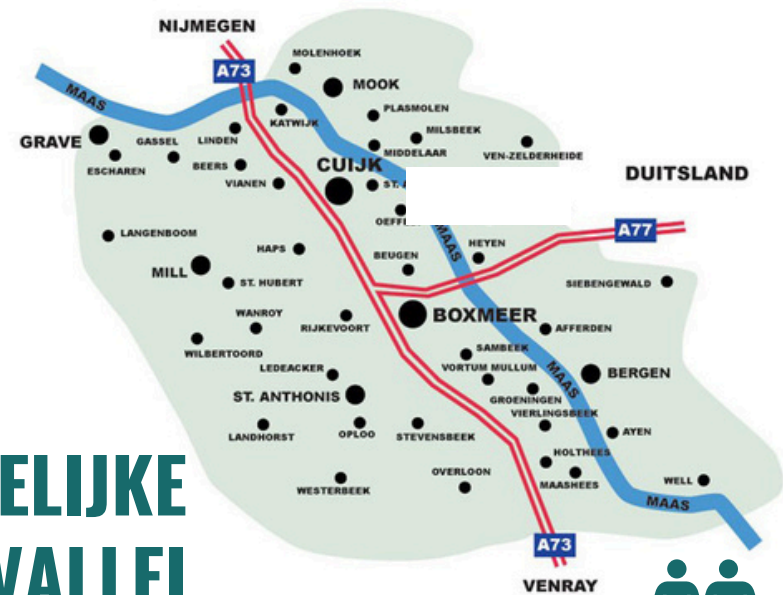 NIJMEGEN
MOLENHOEK
A73
MOOK
MAAS
PLASMOLEN
KATWIJK
GRAVE
GASSEL
LINDEN
MILSBEEK
MIDDELAAR
VEN-ZELDERHEIDE
ESCHAREN
BEERS
CUIJK
VIANEN
ST.
DUITSLAND
LANGENBOOM
MAAS
A77
HAPS
BEUGEN
HEYEN
MILL
ST. HUBERT
SIEBENGEWALD
WANROY
RIJKEVOORT
BOXMEER
AFFERDEN
WILBERTOORD
SAMBEEK
LEDEACKER
VORTUM MULLUM
MAAS
BERGEN
ST. ANTHONIS
GROENINGEN
VIERLINGSBEEK
LANDHORST
OPLOO
STEVENSBEEK
AYEN
HOLTHEES
WESTERBEEK
OVERLOON
MAASHEES
WELL
MAAS
A73
VENRAY
ELIJKE